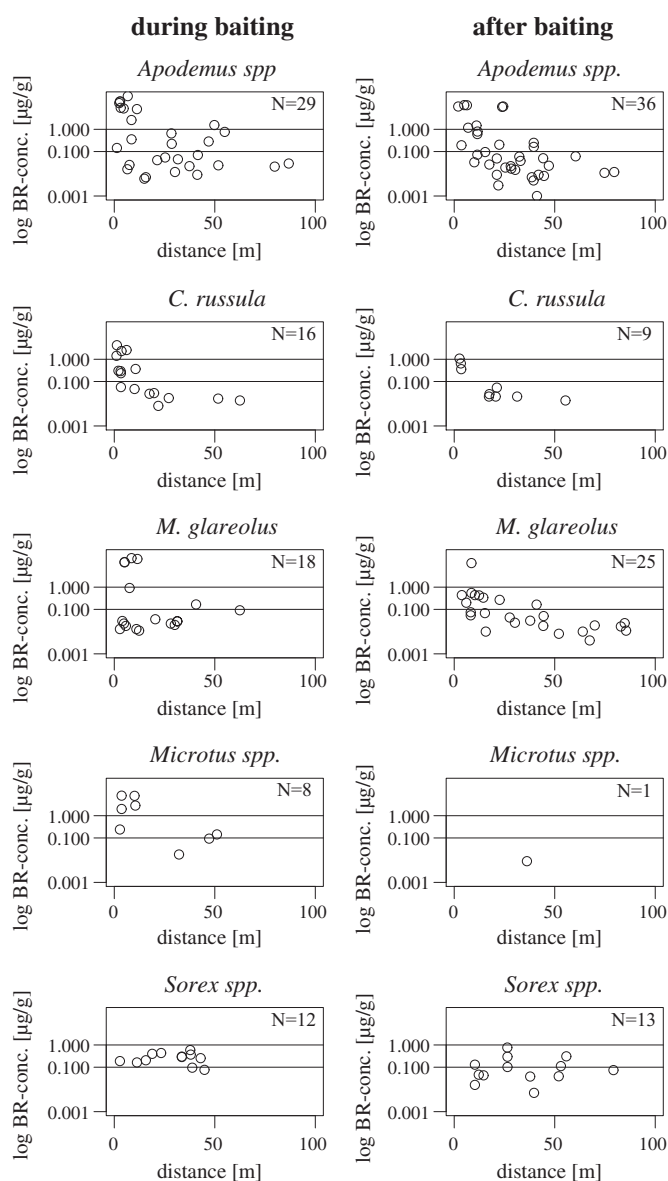 during baiting
after baiting
Apodemus spp
Apodemus spp.
log BR-conc. [µg/g]
1.000
0.100
0.001
N=29
0 50 100
distance [m]
log BR-conc. [µg/g]
1.000
0.100
0.001
N=36
0 50 100
distance [m]
C. russula
C. russula
log BR-conc. [µg/g]
1.000
0.100
0.001
N=16
0 50 100
distance [m]
log BR-conc. [µg/g]
1.000
0.100
0.001
N=9
0 50 100
distance [m]
M. glareolus
M. glareolus
log BR-conc. [µg/g]
1.000
0.100
0.001
N=18
0 50 100
distance [m]
log BR-conc. [µg/g]
1.000
0.100
0.001
N=25
0 50 100
distance [m]
Microtus spp.
Microtus spp.
log BR-conc. [µg/g]
1.000
0.100
0.001
N=8
0 50 100
distance [m]
log BR-conc. [µg/g]
1.000
0.100
0.001
N=1
0 50 100
distance [m]
Sorex spp.
Sorex spp.
log BR-conc. [µg/g]
1.000
0.100
0.001
N=12
0 50 100
distance [m]
log BR-conc. [µg/g]
1.000
0.100
0.001
N=13
0 50 100
distance [m]